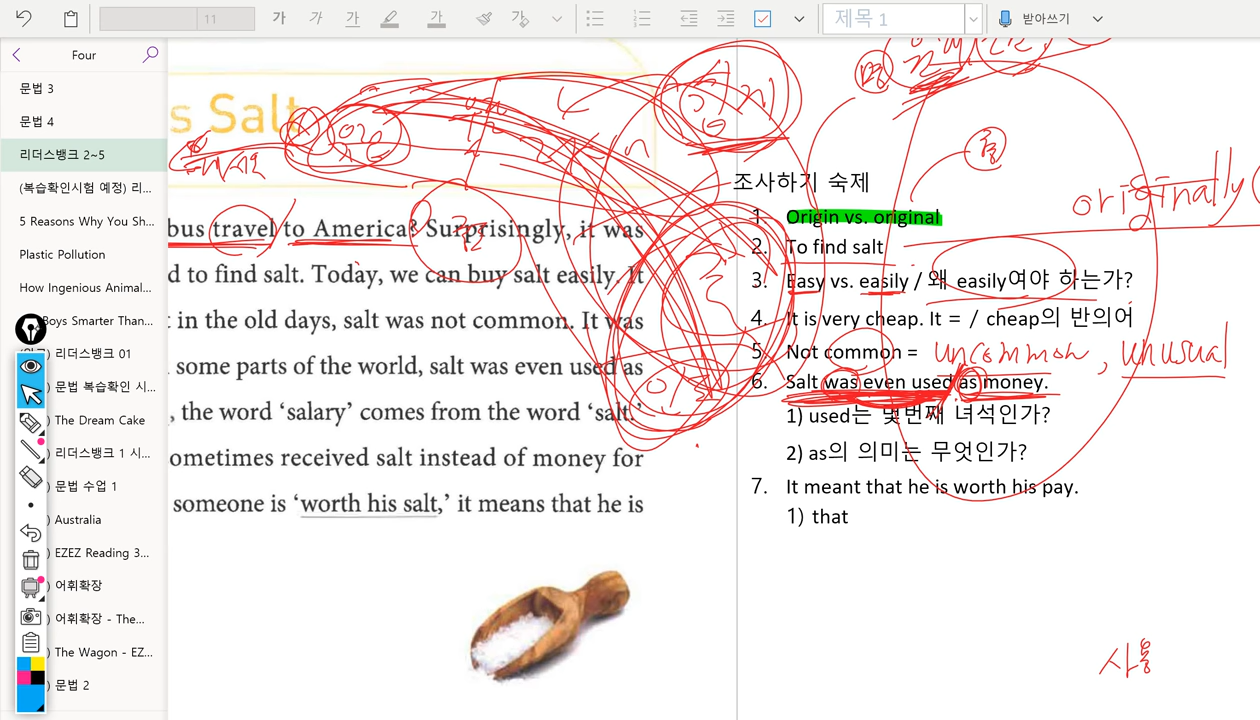 11
가 가 가 가 가
제목 1
받아쓰기
Four
문법 3
문법 4
리더스뱅크 2~5
(복습확인시험 예정) 리...
5 Reasons Why You Sh...
Plastic Pollution
How Ingenious Animal...
Boys Smarter Than...
) 리더스뱅크 01
) 문법 복습확인 시...
) The Dream Cake
) 리더스뱅크 1 시...
) 문법 수업 1
) Australia
) EZEZ Reading 3...
) 어휘확장
) 어휘확장 - The...
) The Wagon - EZ...
) 문법 2
s Salt
bus travel to America? Surprisingly, it was
d to find salt. Today, we can buy salt easily. It
in the old days, salt was not common. It was
some parts of the world, salt was even used as
, the word ‘salary’ comes from the word ‘salt.’
ometimes received salt instead of money for
someone is ‘worth his salt,’ it means that he is
조사하기 숙제
1. Origin vs. original
originally
2. To find salt
3. Easy vs. easily / 왜 easily여야 하는가?
4. It is very cheap. It = / cheap의 반의어
5. Not common = uncommon, unusual
6. Salt was even used as money.
1) used는 몇번째 녀석인가?
2) as의 의미는 무엇인가?
7. It meant that he is worth his pay.
1) that
사용